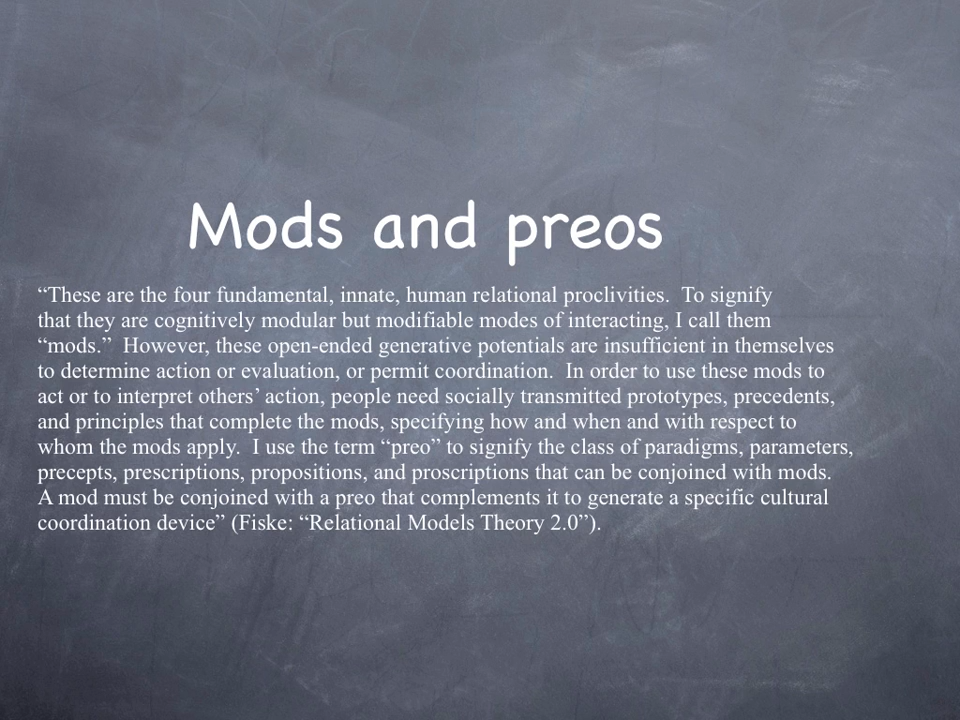 Mods and preos
“These are the four fundamental, innate, human relational proclivities.  To signify
that they are cognitively modular but modifiable modes of interacting, I call them
“mods.”  However, these open-ended generative potentials are insufficient in themselves
to determine action or evaluation, or permit coordination.  In order to use these mods to
act or to interpret others’ action, people need socially transmitted prototypes, precedents,
and principles that complete the mods, specifying how and when and with respect to
whom the mods apply.  I use the term “preo” to signify the class of paradigms, parameters,
precepts, prescriptions, propositions, and proscriptions that can be conjoined with mods.
A mod must be conjoined with a preo that complements it to generate a specific cultural
coordination device” (Fiske: “Relational Models Theory 2.0”).